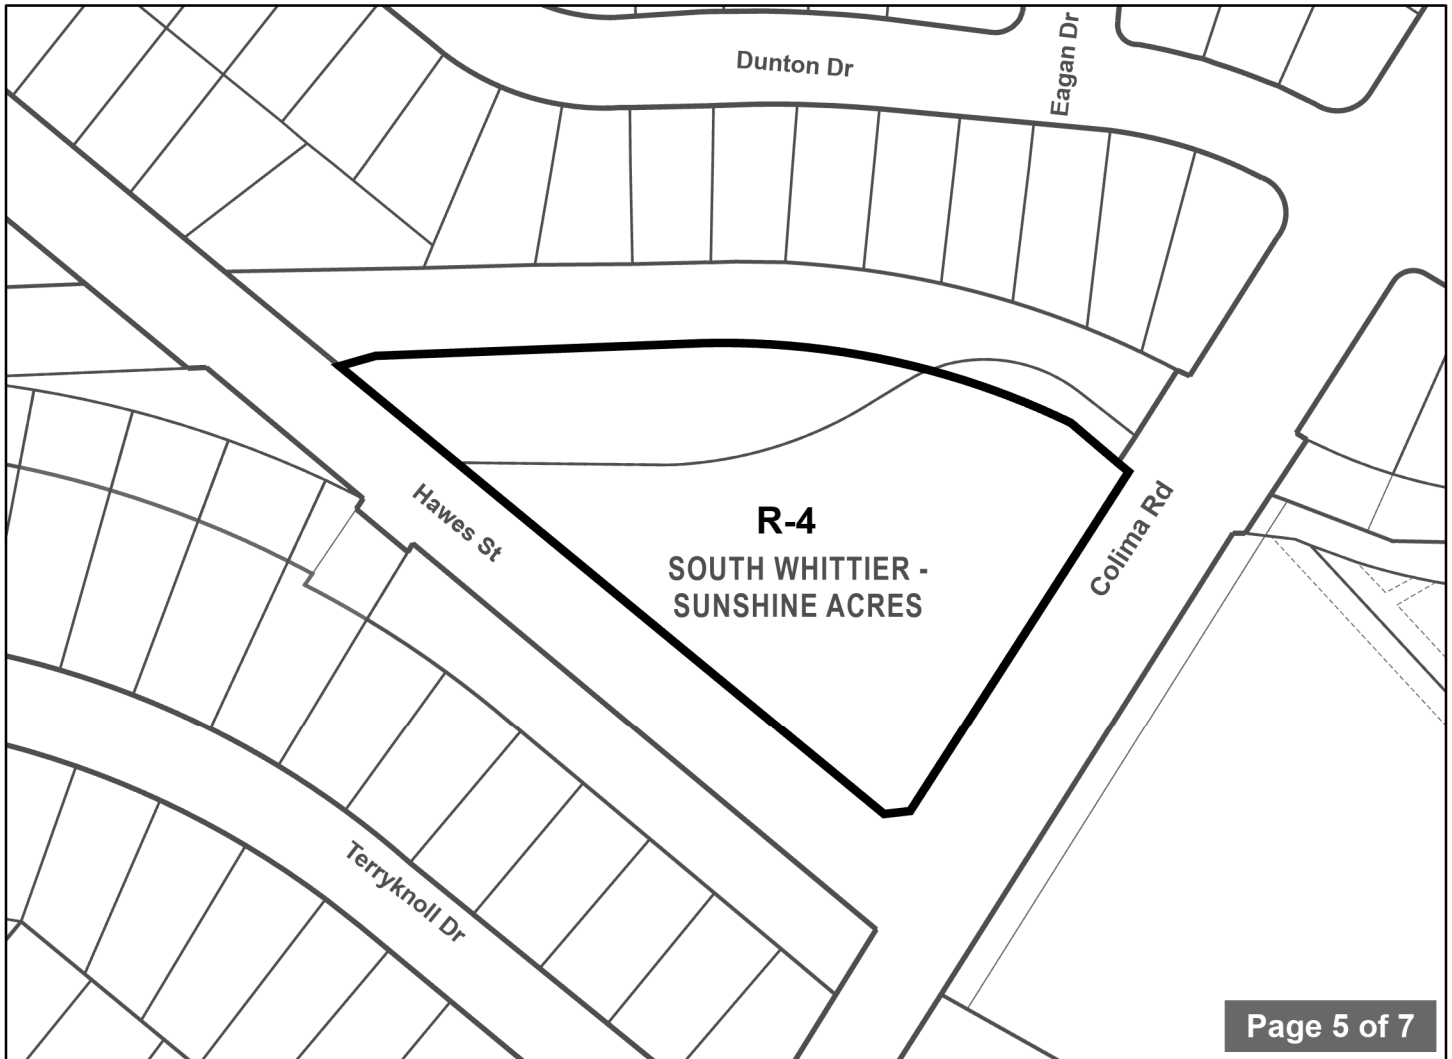 Dunton Dr
Eagan Dr
Hawes St
R-4
SOUTH WHITTIER -
SUNSHINE ACRES
Colima Rd
Terryknoll Dr
Page 5 of 7